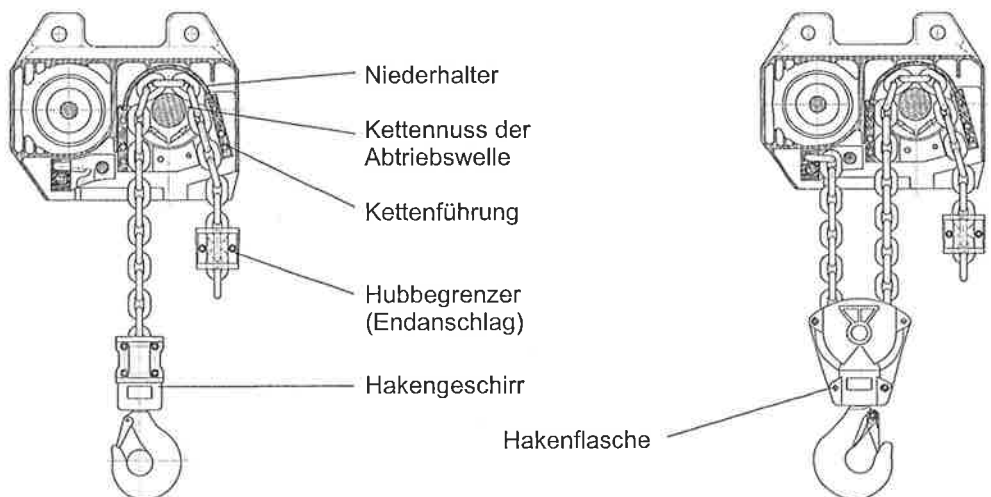 Niederhalter
Kettennuss der
Abtriebswelle
Kettenführung
Hubbegrenzer
(Endanschlag)
Hakengeschirr
Hakenflasche